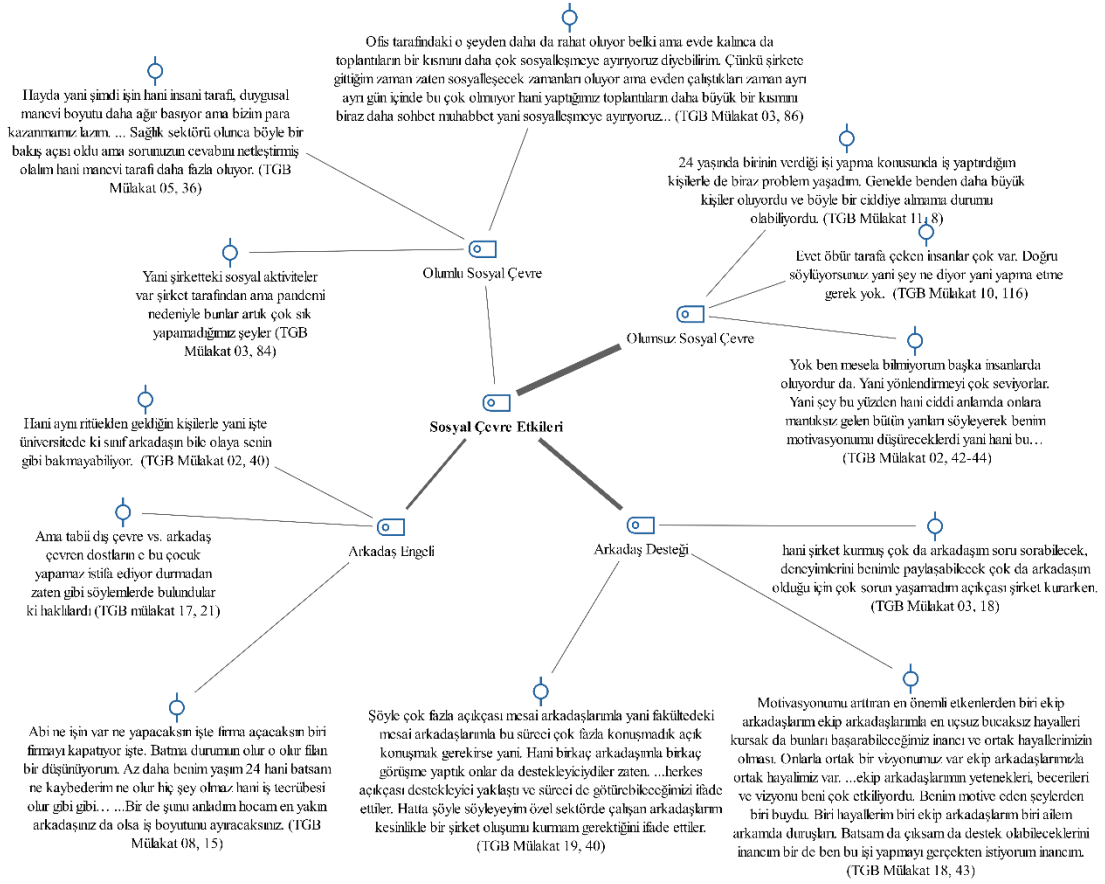 Ofis tarafındaki o şeyden daha da rahat oluyor belki ama evde kalınca da
toplantıların bir kısmını daha çok sosyalleşmeye ayırıyoruz diyebilirim. Çünkü şirkete
gittiğim zaman zaten sosyalleşecek zamanları oluyor ama evden çalıştıkları zaman ayrı
ayrı gün içinde bu çok olmuyor hani yaptığımız toplantıların daha büyük bir kısmını
biraz daha sohbet muhabbet yani sosyalleşmeye ayırıyoruz... (TGB Mülakat 03, 86)
Hayda yani şimdi işin hani insani tarafi, duygusal
manevi boyutu daha ağır basıyor ama bizim para
kazanmamız lazım. ... Sağlık sektörü olunca böyle bir
bakış açısı oldu ama sorunuzun cevabını netleştirmiş
olalım hani manevi tarafi daha fazla oluyor. (TGB
Mülakat 05, 36)
24 yaşında birinin verdiği işi yapma konusunda iş yaptırdığım
kişilerle de biraz problem yaşadım. Genelde benden daha büyük
kişiler oluyordu ve böyle bir ciddiye almama durumu
olabiliyordu. (TGB Mülakat 11, 8)
Evet öbür tarafa çeken insanlar çok var. Doğru
söylüyorsunuz yani şey ne diyor yani yapma etme
gerek yok. (TGB Mülakat 10, 116)
Olumlu Sosyal Çevre
Yani şirketteki sosyal aktiviteler
var şirket tarafından ama pandemi
nedeniyle bunlar artık çok sık
yapamadığımız şeyler (TGB
Mülakat 03, 84)
Olumsuz Sosyal Çevre
Yok ben mesela bilmiyorum başka insanlarda
oluyordur da. Yani yönlendirmeyi çok seviyorlar.
Yani şey bu yüzden hani ciddi anlamda onlara
mantıksız gelen bütün yanları söyleyerek benim
motivasyonumu düşüreceklerdi yani hani bu…
(TGB Mülakat 02, 42-44)
Sosyal Çevre Etkileri
Hani aynı ritüelden geldiğin kişilerle yani işte
üniversitede ki sınıf arkadaşın bile olaya senin
gibi bakmayabiliyor. (TGB Mülakat 02, 40)
Ama tabii dış çevre vs. arkadaş
çevren dostların e bu çocuk
yapamaz istifa ediyor durmadan
zaten gibi söylemlerde bulundular
ki haklılardı (TGB mülakat 17, 21)
Arkadaş Engeli
Arkadaş Desteği
hani şirket kurmuş çok da arkadaşım soru sorabilecek,
deneyimlerini benimle paylaşabilecek çok da arkadaşım
olduğu için çok sorun yaşamadım açıkçası şirket kurarken.
(TGB Mülakat 03, 18)
Abi ne işin var ne yapacaksın işte firma açacaksın biri
firmayı kapatıyor işte. Batma durumun olur o olur filan
bir düşünüyorum. Az daha benim yaşım 24 hani batsam
ne kaybederim ne olur hiç şey olmaz hani iş tecrübesi
olur gibi gibi… ...Bir de şunu anladım hocam en yakın
arkadaşınız da olsa iş boyutunu ayıracaksınız. (TGB
Mülakat 08, 15)
Şöyle çok fazla açıkçası mesai arkadaşlarımla yani fakültedeki
mesai arkadaşlarımla bu süreci çok fazla konuşmadık açık
konuşmak gerekirse yani. Hani birkaç arkadaşımla birkaç
görüşme yaptık onlar da destekleyiciydiler zaten. ...herkes
açıkçası destekleyici yaklaştı ve süreci de götürebileceğimizi ifade
ettiler. Hatta şöyle söyleyeyim özel sektörde çalışan arkadaşlarım
kesinlikle bir şirket oluşumu kurmam gerektiğini ifade ettiler.
(TGB Mülakat 19, 40)
Motivasyonumu arttıran en önemli etkenlerden biri ekip
arkadaşlarım ekip arkadaşlarımla en uçsuz bucaksız hayalleri
kursak da bunları başarabileceğimiz inancı ve ortak hayallerimizin
olması. Onlarla ortak bir vizyonumuz var ekip arkadaşlarımızla
ortak hayalimiz var. ...ekip arkadaşlarımın yetenekleri, becerileri
ve vizyonu beni çok etkiliyordu. Benim motive eden şeylerden
biri buydu. Biri hayallerim biri ekip arkadaşlarım biri ailem
arkamda duruşları. Batsam da çıksam da destek olabileceklerini
inancım bir de ben bu işi yapmayı gerçekten istiyorum inancım.
(TGB Mülakat 18, 43)